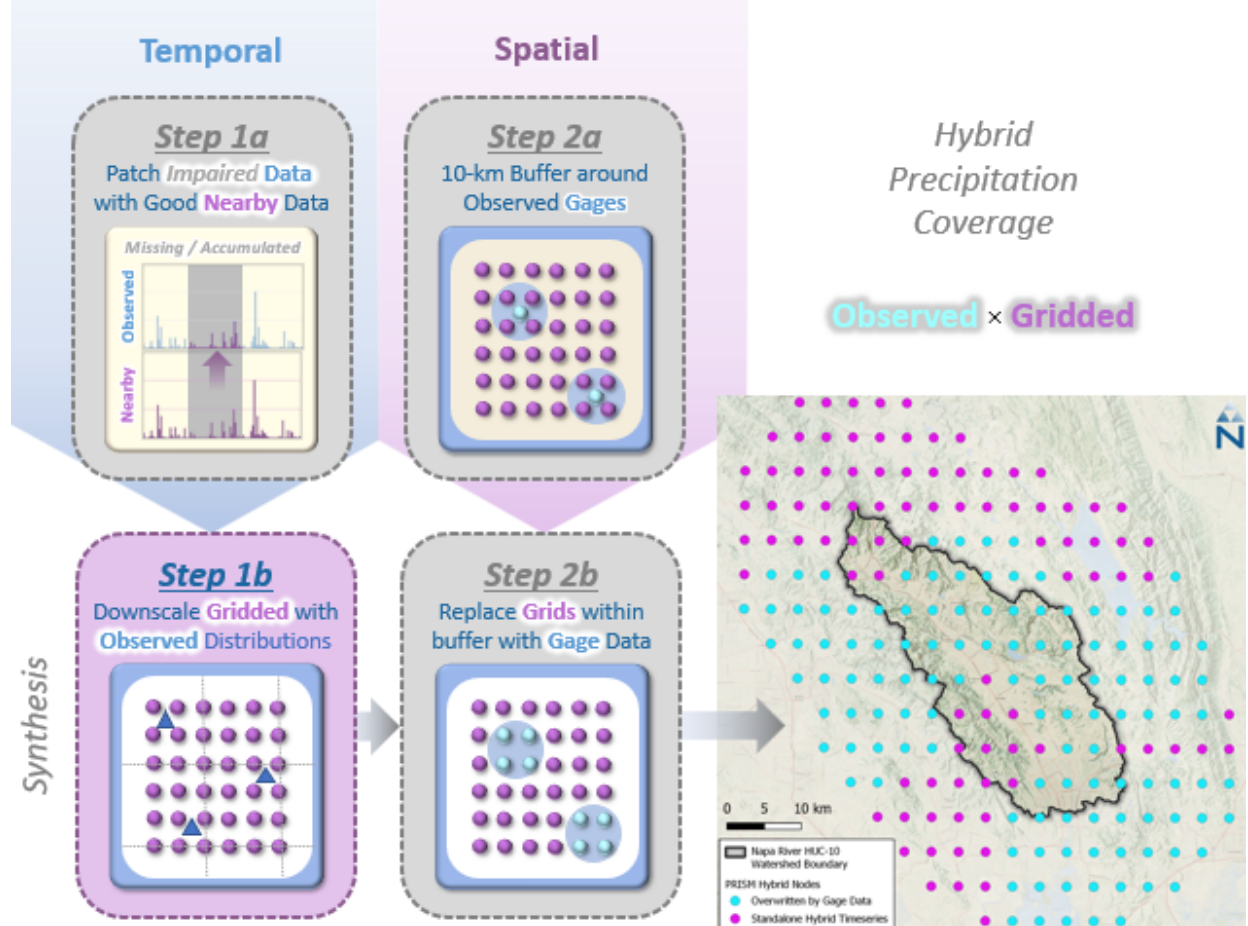 Temporal
Spatial
Step 1a
Patch Impaired Data
with Good Nearby Data
Missing / Accumulated
Observed
Nearby
Step 2a
10-km Buffer around
Observed Gages
Hybrid
Precipitation
Coverage
Observed × Gridded
Synthesis
Step 1b
Downscale Gridded with
Observed Distributions
Step 2b
Replace Grids within
buffer with Gage Data
N
0 5 10 km
Napa River HUC-10
Watershed Boundary
PRISM Hybrid Nodes
Overwritten by Gage Data
Standalone Hybrid Timeseries